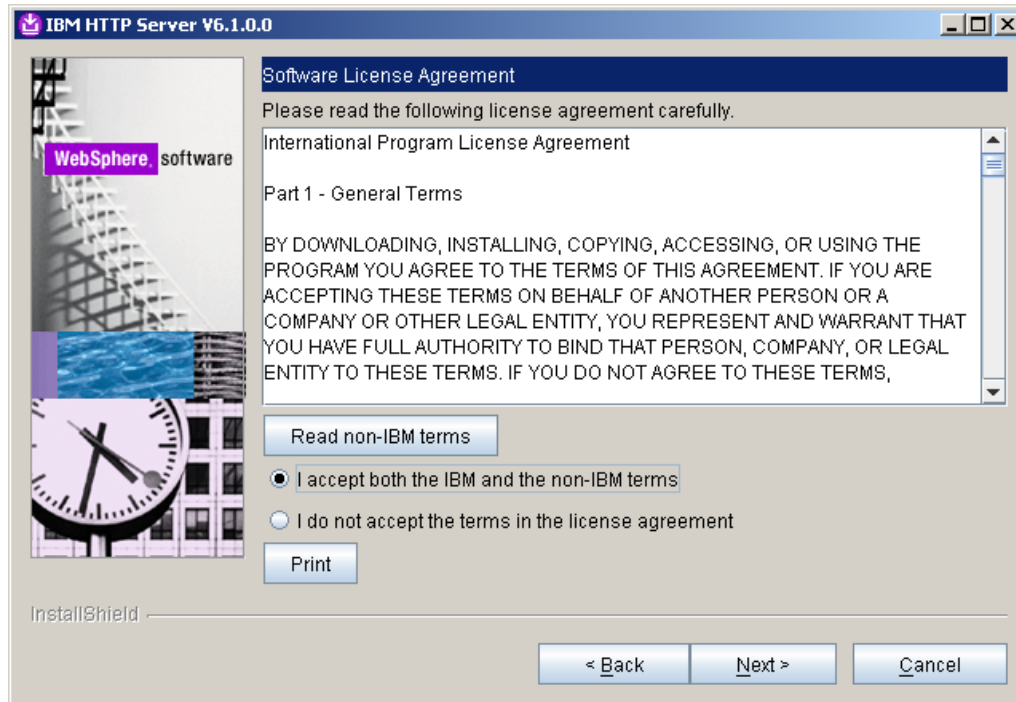 IBM HTTP Server V6.1.0.0
WebSphere. software
Software License Agreement
Please read the following license agreement carefully.
International Program License Agreement
Part 1 - General Terms
BY DOWNLOADING, INSTALLING, COPYING, ACCESSING, OR USING THE
PROGRAM YOU AGREE TO THE TERMS OF THIS AGREEMENT. IF YOU ARE
ACCEPTING THESE TERMS ON BEHALF OF ANOTHER PERSON OR A
COMPANY OR OTHER LEGAL ENTITY, YOU REPRESENT AND WARRANT THAT
YOU HAVE FULL AUTHORITY TO BIND THAT PERSON, COMPANY, OR LEGAL
ENTITY TO THESE TERMS. IF YOU DO NOT AGREE TO THESE TERMS,
Read non-IBM terms
I accept both the IBM and the non-IBM terms
I do not accept the terms in the license agreement
Print
InstallShield
< Back
Next >
Cancel